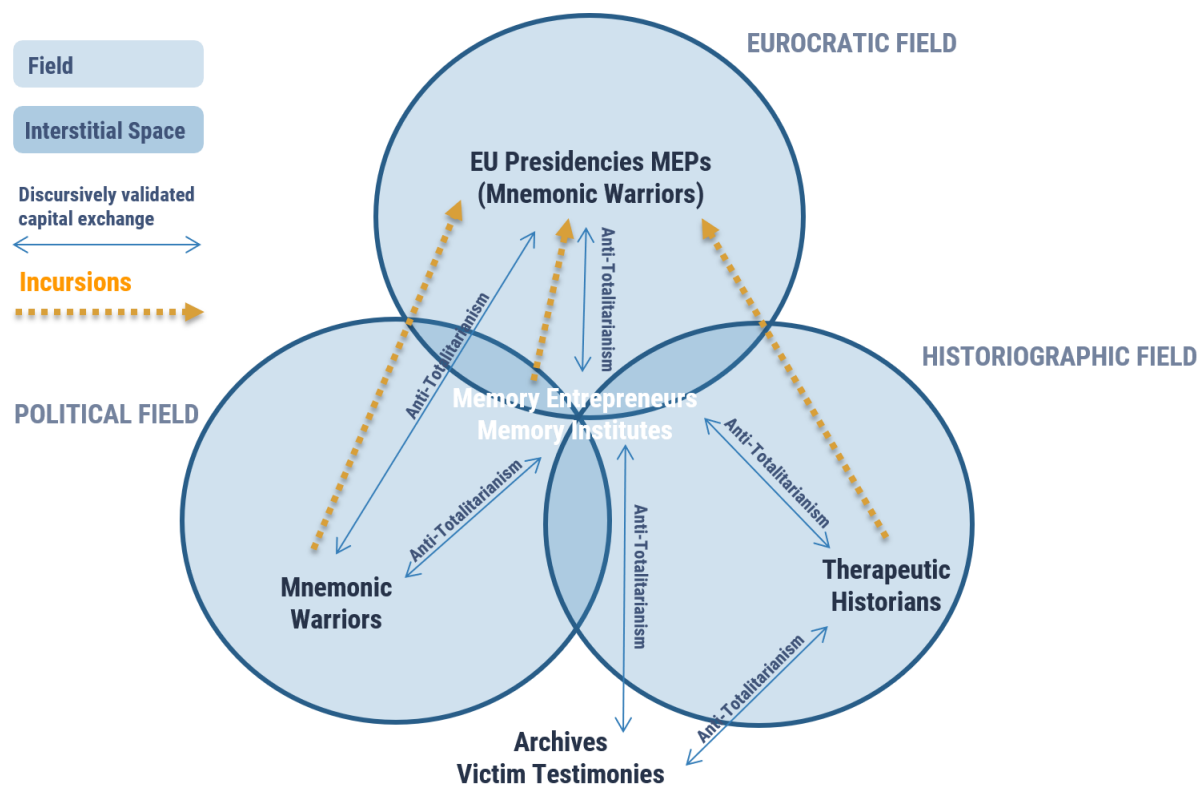 EUROCRATIC FIELD
Field
Interstitial Space
Discursively validated
capital exchange
Incursions
EU Presidencies MEPs
(Mnemonic Warriors)
Anti-Totalitarianism
Anti-Totalitarianism
HISTORIOGRAPHIC FIELD
POLITICAL FIELD
Memory Entrepreneurs
Memory Institutes
Anti-Totalitarianism
Anti-Totalitarianism
Anti-Totalitarianism
Mnemonic
Warriors
Therapeutic
Historians
Anti-Totalitarianism
Archives
Victim Testimonies